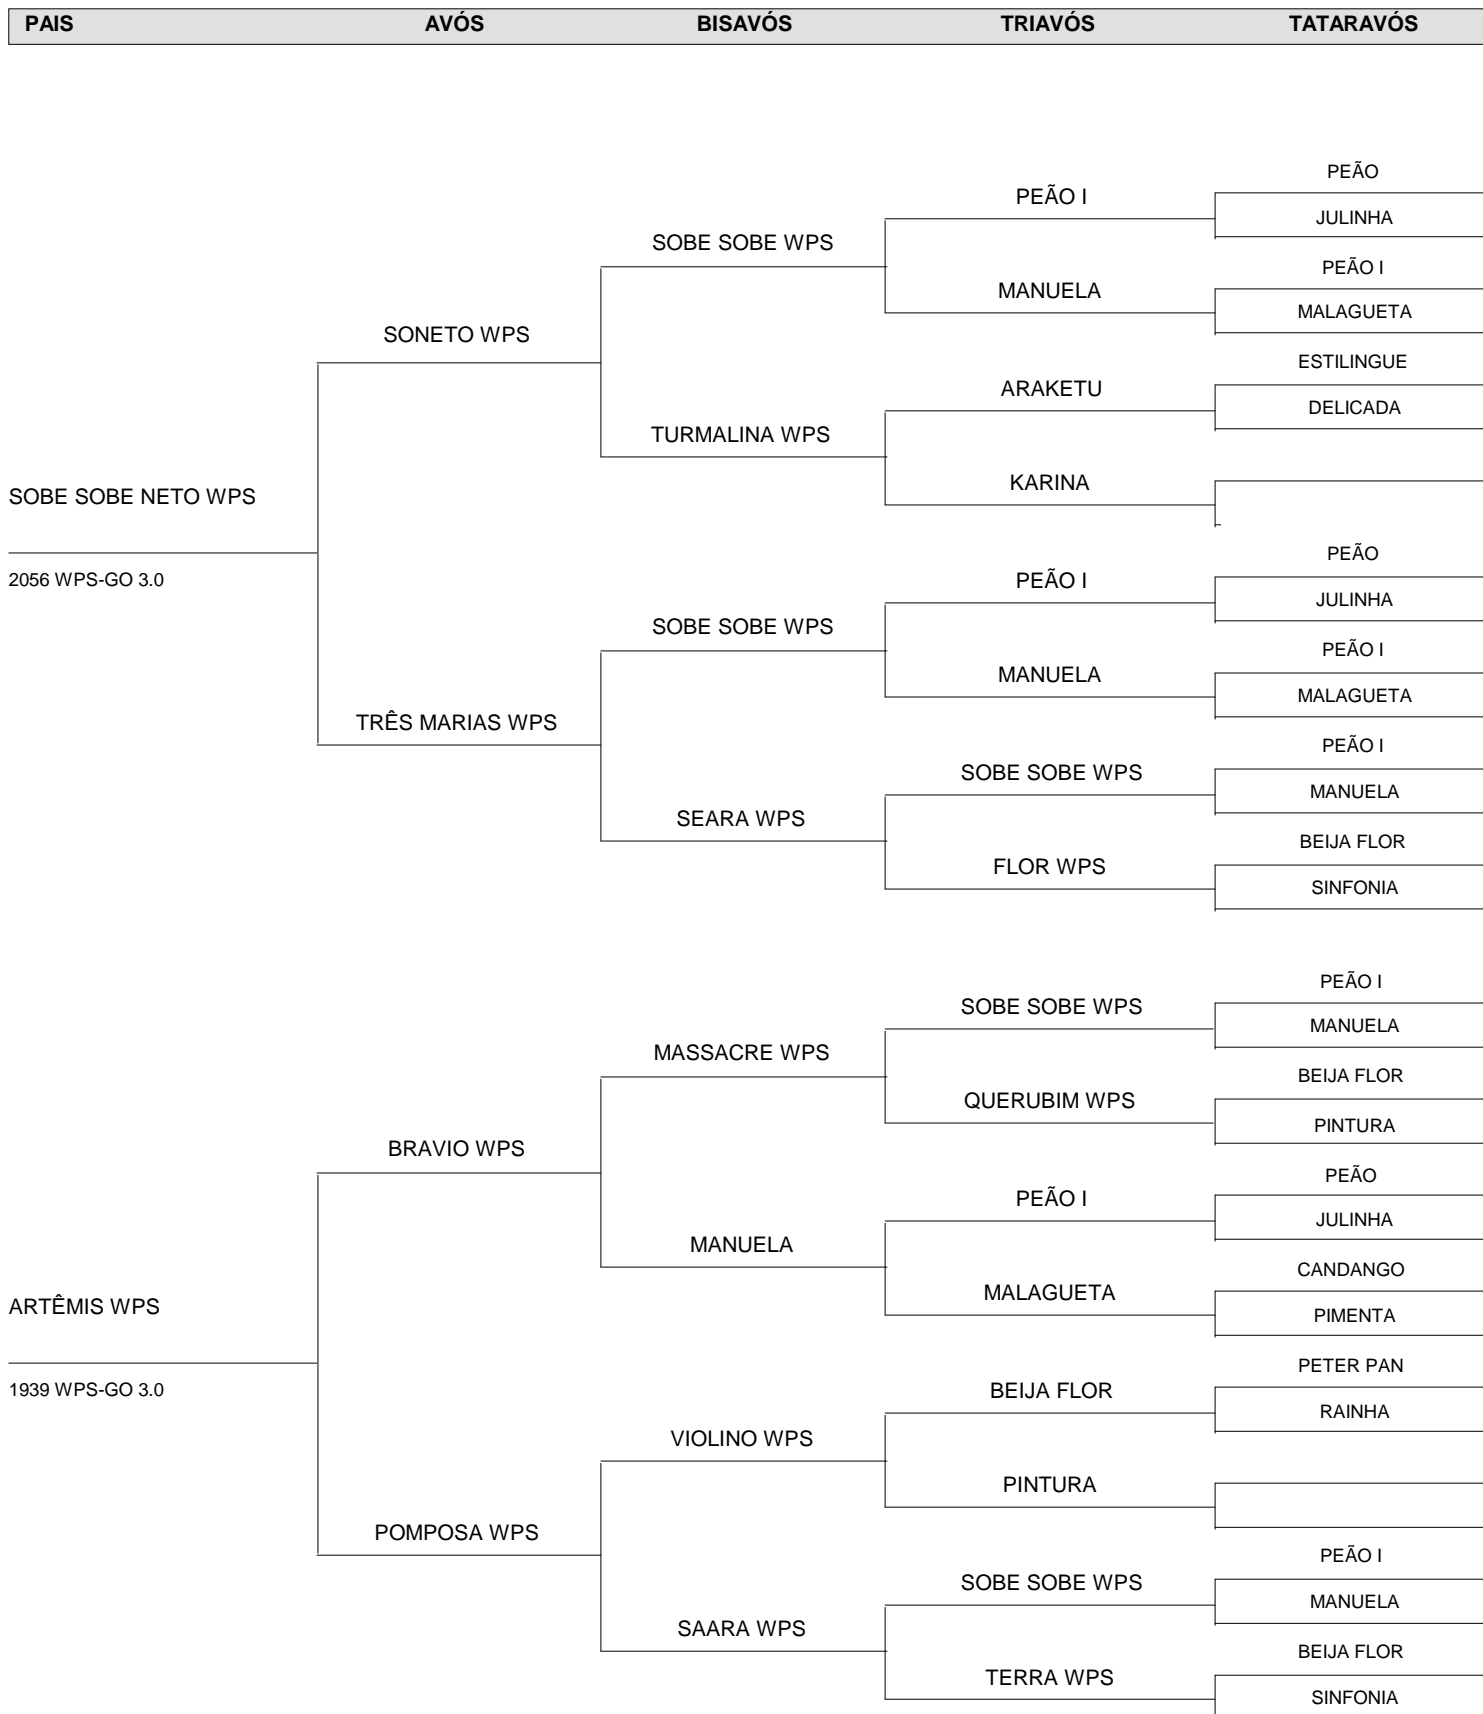 PAIS AVÓS BISAVÓS TRIAVÓS TATARAVÓS
PEÃO
PEÃO I
JULINHA
SOBE SOBE WPS
PEÃO I
MANUELA
MALAGUETA
SONETO WPS
ESTILINGUE
ARAKETU
DELICADA
TURMALINA WPS
KARINA
SOBE SOBE NETO WPS
2056 WPS-GO 3.0
PEÃO
PEÃO I
JULINHA
SOBE SOBE WPS
PEÃO I
MANUELA
MALAGUETA
TRÊS MARIAS WPS
PEÃO I
SOBE SOBE WPS
MANUELA
SEARA WPS
BEIJA FLOR
FLOR WPS
SINFONIA
PEÃO I
SOBE SOBE WPS
MANUELA
MASSACRE WPS
BEIJA FLOR
QUERUBIM WPS
PINTURA
BRAVIO WPS
PEÃO
PEÃO I
JULINHA
MANUELA
CANDANGO
MALAGUETA
PIMENTA
ARTÊMIS WPS
1939 WPS-GO 3.0
PETER PAN
BEIJA FLOR
RAINHA
VIOLINO WPS
PINTURA
POMPOSA WPS
PEÃO I
SOBE SOBE WPS
MANUELA
SAARA WPS
BEIJA FLOR
TERRA WPS
SINFONIA